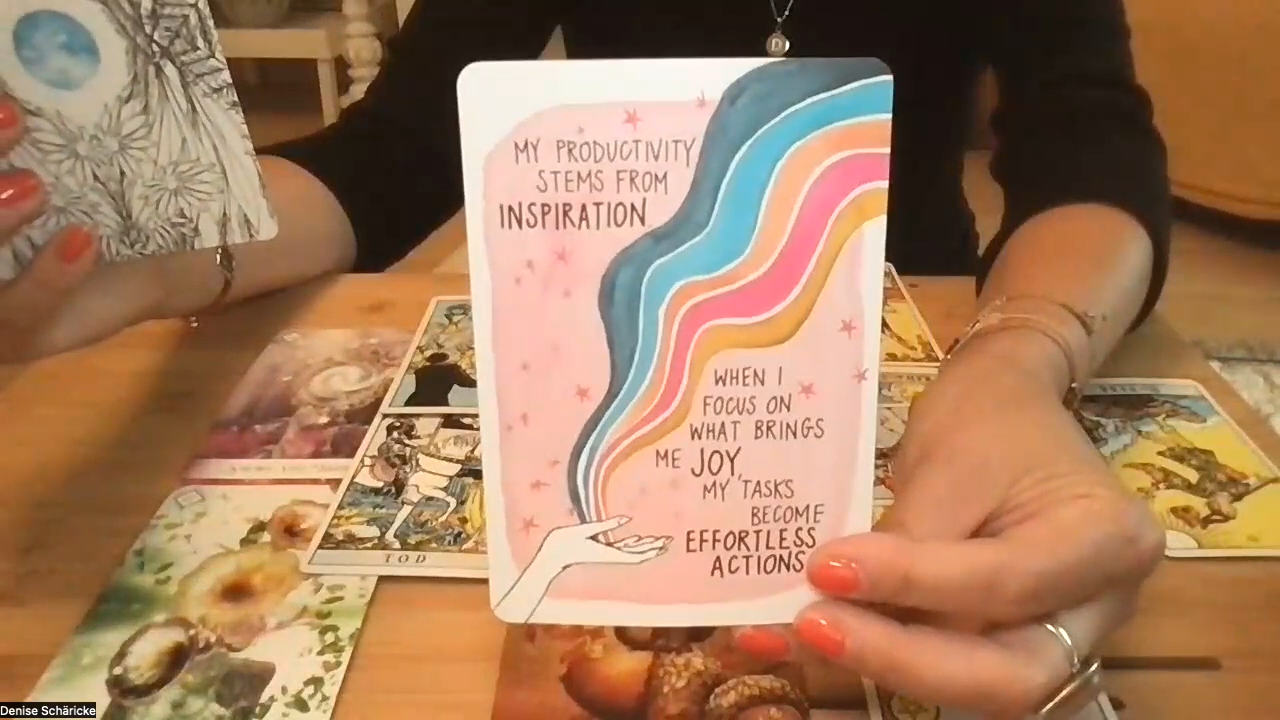 D
MY PRODUCTIVITY
STEMS FROM
INSPIRATION
WHEN I
FOCUS ON
WHAT BRINGS
ME JOY,
MY TASKS
BECOME
EFFORTLESS
ACTIONS
TOD
Denise Schäricke